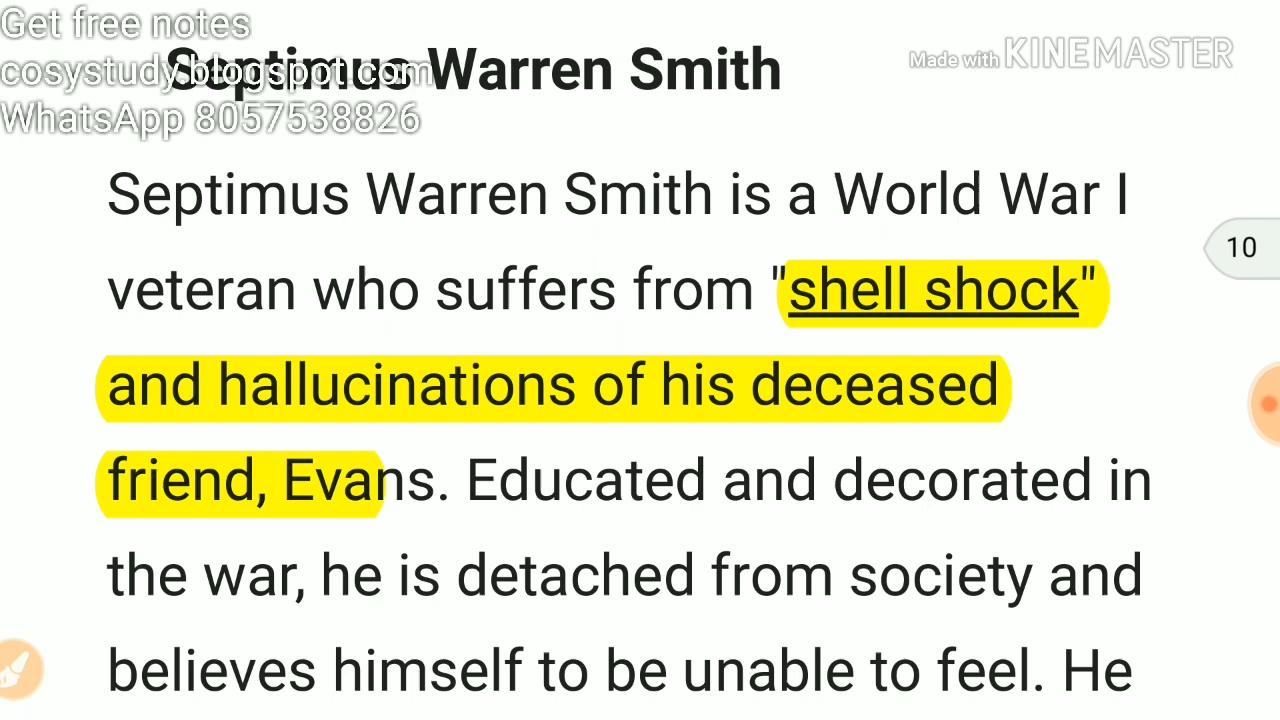 Get free notes
cosystudy.blogspot.com
WhatsApp 8057538826
Septimus Warren Smith
Made with KINEMASTER
Septimus Warren Smith is a World War I
veteran who suffers from "shell shock"
and hallucinations of his deceased
friend, Evans. Educated and decorated in
the war, he is detached from society and
believes himself to be unable to feel. He
10